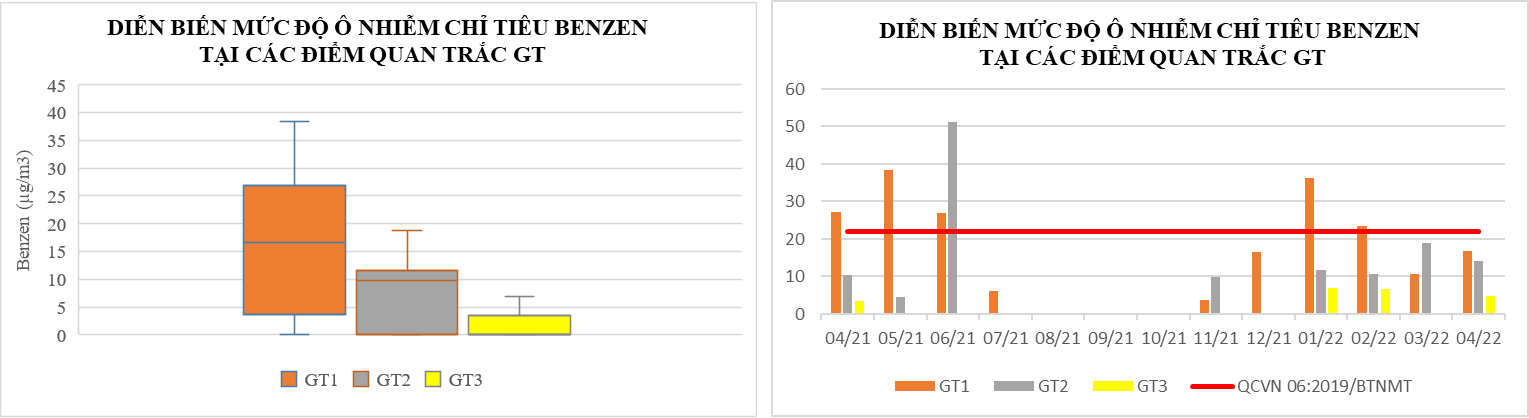 DIỄN BIẾN MỨC ĐỘ Ô NHIỄM CHỈ TIÊU BENZEN
TẠI CÁC ĐIỂM QUAN TRẮC GT
45
40
35
30
25
20
15
10
5
0
Benzen (µg/m3)
GT1 GT2 GT3
DIỄN BIẾN MỨC ĐỘ Ô NHIỄM CHỈ TIÊU BENZEN
TẠI CÁC ĐIỂM QUAN TRẮC GT
60
50
40
30
20
10
0
04/21 05/21 06/21 07/21 08/21 09/21 10/21 11/21 12/21 01/22 02/22 03/22 04/22
GT1 GT2 GT3 QCVN 06:2019/BTNMT